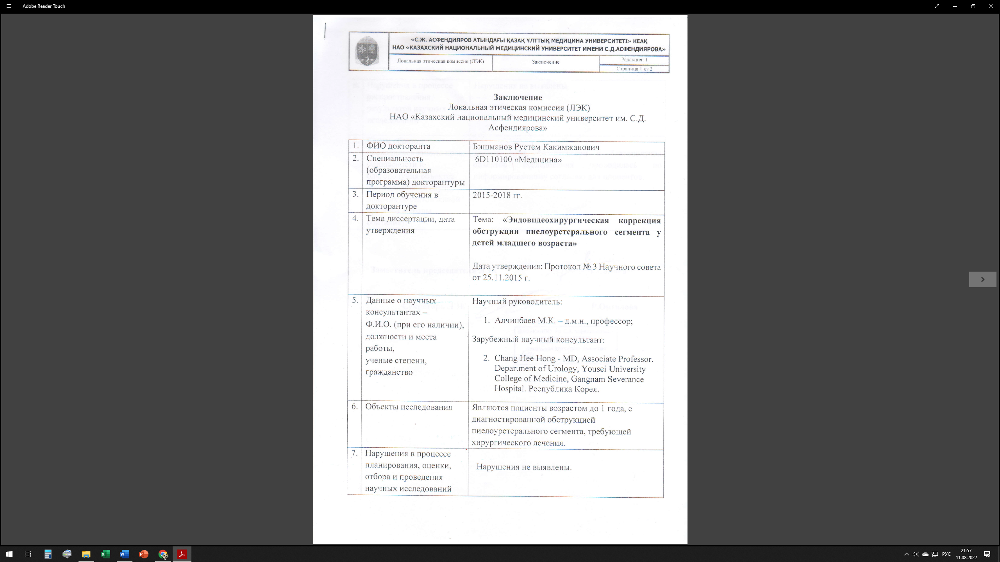 Adobe Reader Touch
«С.Ж. АСФЕНДИЯРОВ АТЫНДАҒЫ ҚАЗАҚ ҰЛТТЫҚ МЕДИЦИНА УНИВЕРСИТЕТІ» КЕАҚ
НАО «КАЗАХСКИЙ НАЦИОНАЛЬНЫЙ МЕДИЦИНСКИЙ УНИВЕРСИТЕТ ИМЕНИ С.Д.АСФЕНДИЯРОВА»
Локальная этическая комиссия (ЛЭК)
Заключение
Редакция: 1
Страница 1 из 2
Заключение
Локальная этическая комиссия (ЛЭК)
НАО «Казахский национальный медицинский университет им. С.Д.
Асфендиярова»
1. ФИО докторанта
Бишманов Рустем Какимжанович
2. Специальность
(образовательная
программа) докторантуры
6D110100 «Медицина»
3. Период обучения в
докторантуре
2015-2018 гг.
4. Тема диссертации, дата
утверждения
Тема: «Эндовидеохирургическая коррекция
обструкции пиелоуретерального сегмента у
детей младшего возраста»
Дата утверждения: Протокол № 3 Научного совета
от 25.11.2015 г.
5. Данные о научных
консультантах –
Ф.И.О. (при его наличии),
должности и места
работы,
ученые степени,
гражданство
Научный руководитель:
1. Алчинбаев М.К. – д.м.н., профессор;
Зарубежный научный консультант:
2. Chang Hee Hong - MD, Associate Professor.
Department of Urology, Yousei University
College of Medicine, Gangnam Severance
Hospital. Республика Корея.
6. Объекты исследования
Являются пациенты возрастом до 1 года, с
диагностированной обструкцией
пиелоуретерального сегмента, требующей
хирургического лечения.
7. Нарушения в процессе
планирования, оценки,
отбора и проведения
научных исследований
Нарушения не выявлены.
РУС
21:57
11.08.2022